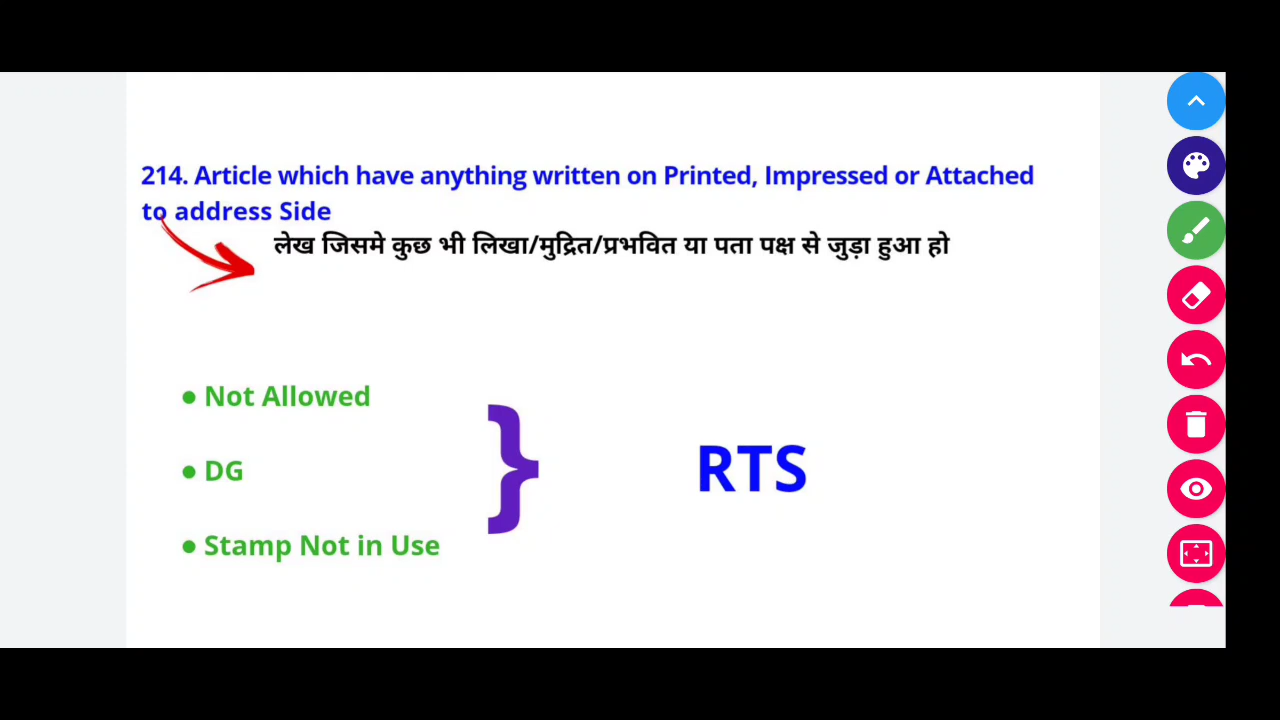 214. Article which have anything written on Printed, Impressed or Attached
to address Side
लेख जिसमे कुछ भी लिखा/मुद्रित/प्रभवित या पता पक्ष से जुड़ा हुआ हो
• Not Allowed
• DG
• Stamp Not in Use
} RTS